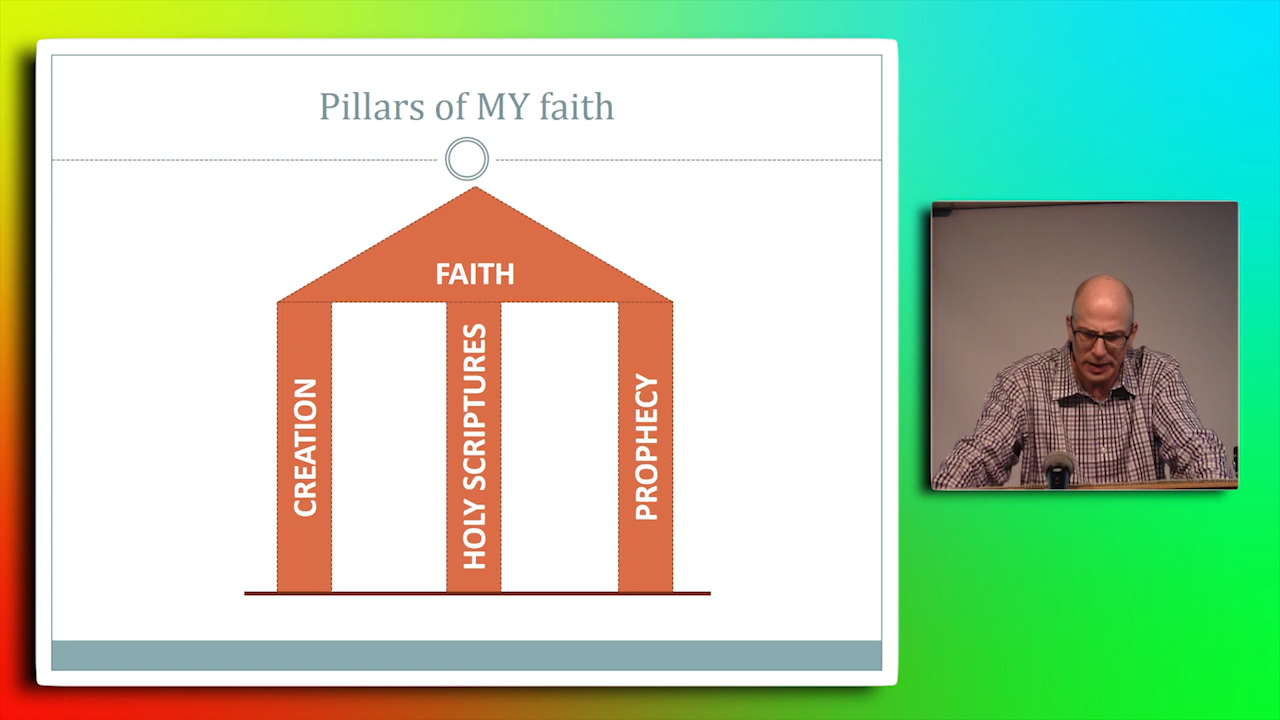 Pillars of MY faith
FAITH
CREATION
HOLY SCRIPTURES
PROPHECY